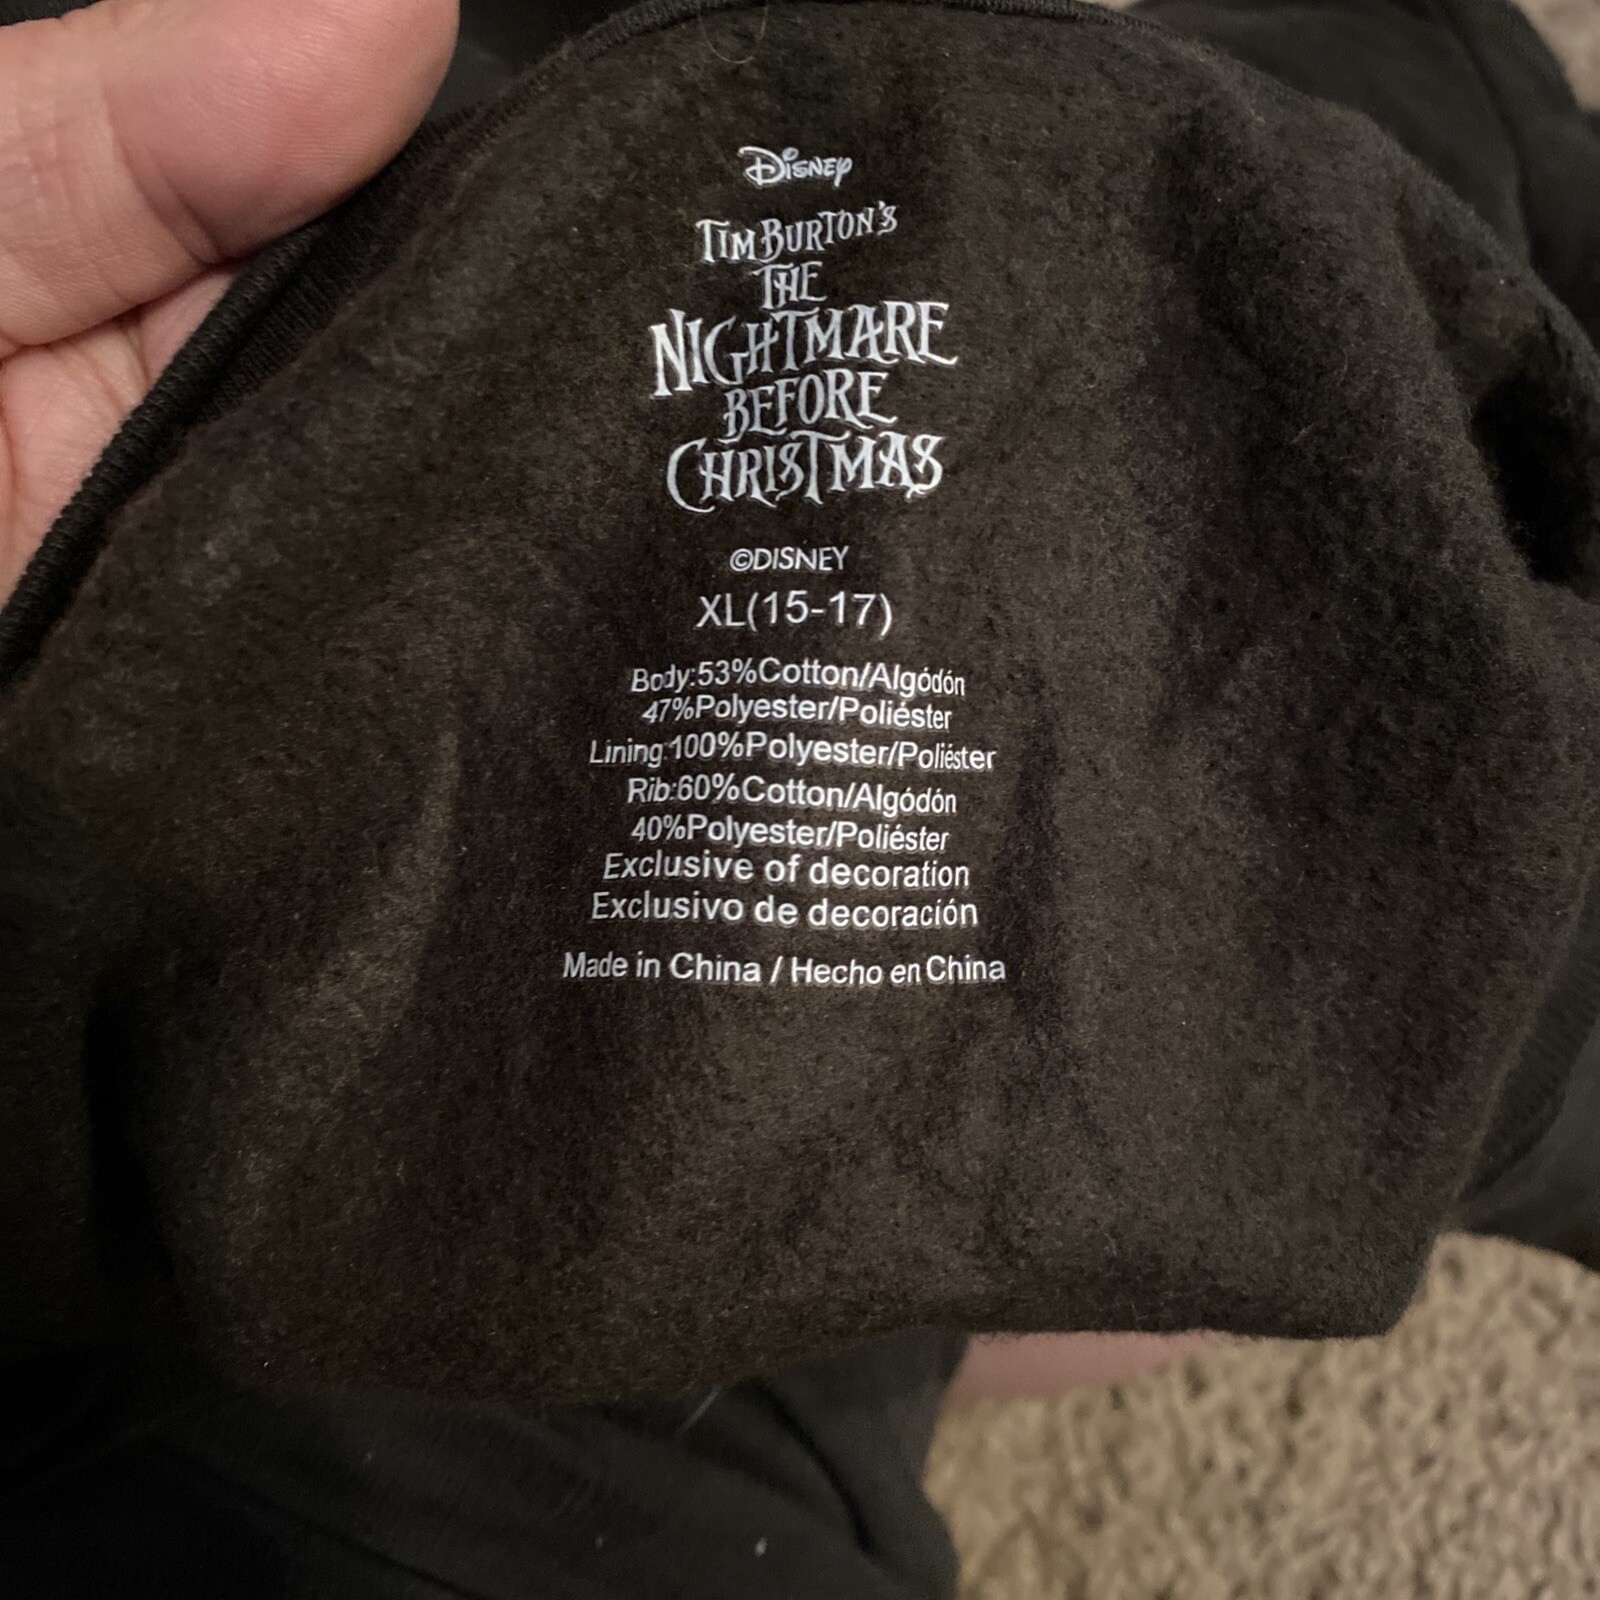 Disney
TIM BURTON'S
THE
NIGHTMARE
BEFORE
CHRISTMAS
©DISNEY
XL(15-17)
Body:53%Cotton/Algódón
47%Polyester/Poliéster
Lining:100%Polyester/Poliéster
Rib:60%Cotton/Algódón
40%Polyester/Poliéster
Exclusive of decoration
Exclusivo de decoración
Made in China / Hecho en China